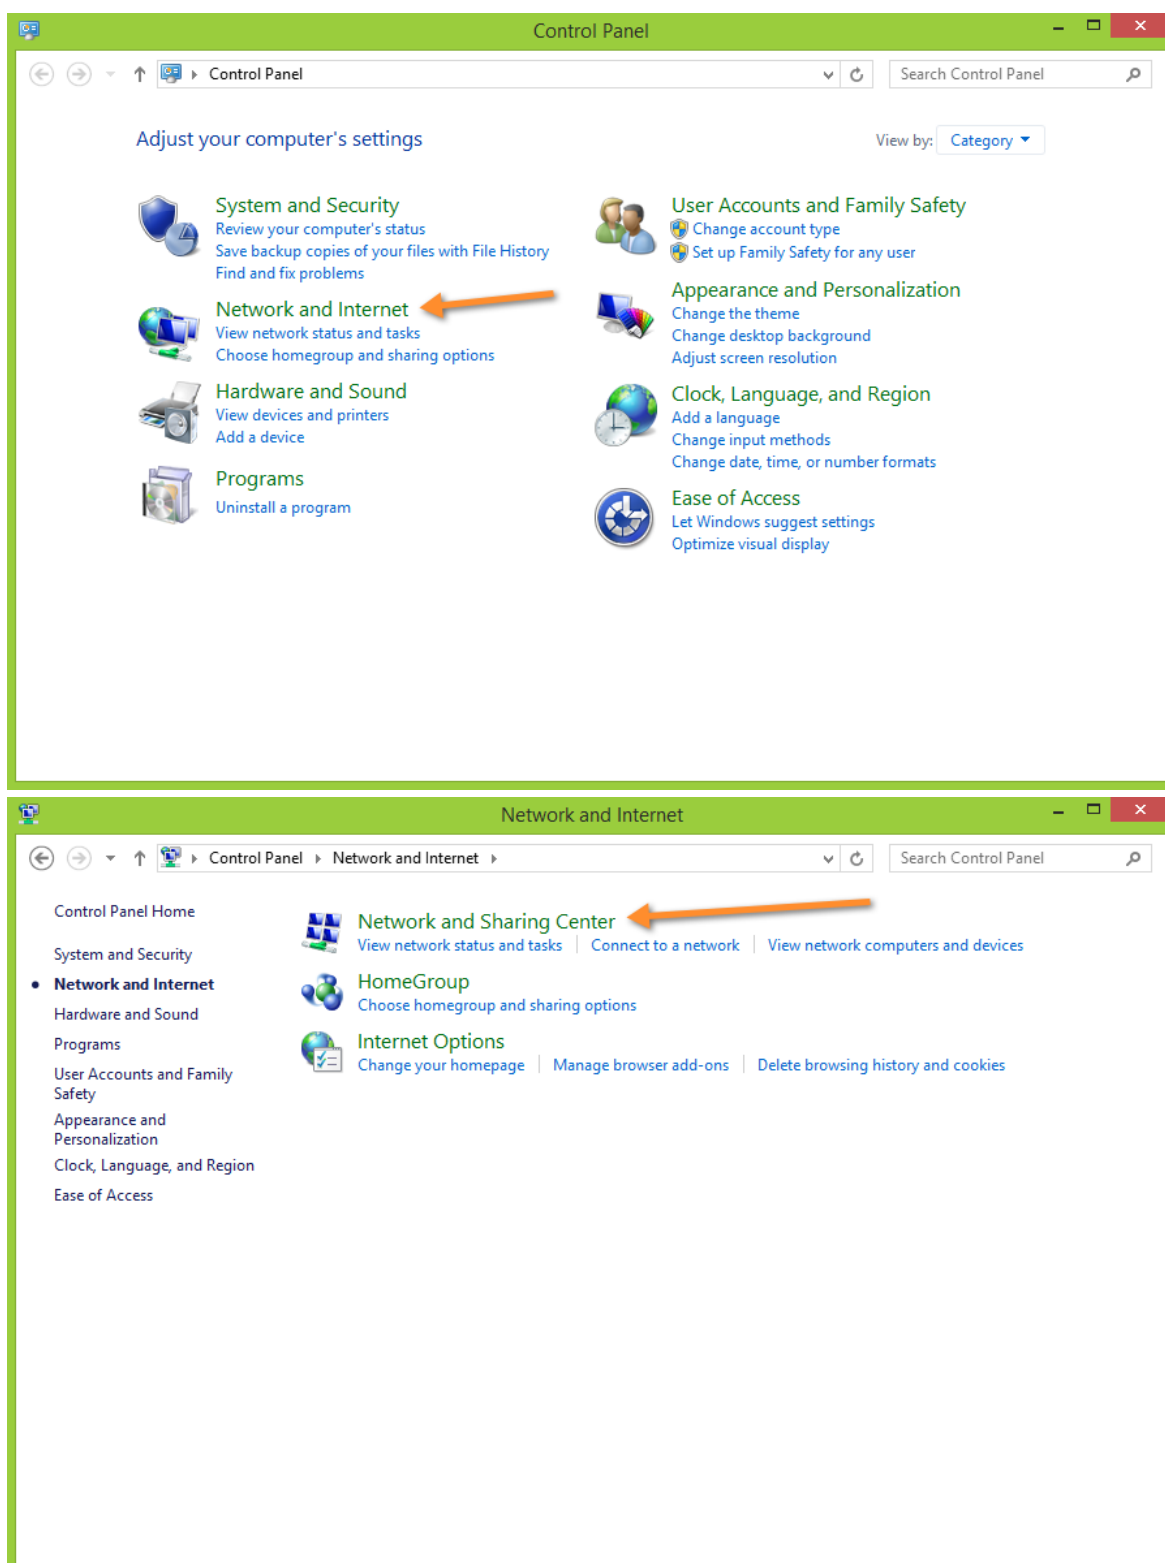 Control Panel
Control Panel
Search Control Panel
Adjust your computer's settings
View by: Category
System and Security
Review your computer's status
Save backup copies of your files with File History
Find and fix problems
Network and Internet
View network status and tasks
Choose homegroup and sharing options
Hardware and Sound
View devices and printers
Add a device
Programs
Uninstall a program
User Accounts and Family Safety
Change account type
Set up Family Safety for any user
Appearance and Personalization
Change the theme
Change desktop background
Adjust screen resolution
Clock, Language, and Region
Add a language
Change input methods
Change date, time, or number formats
Ease of Access
Let Windows suggest settings
Optimize visual display
Network and Internet
Control Panel Network and Internet
Search Control Panel
Control Panel Home
System and Security
Network and Internet
Hardware and Sound
Programs
User Accounts and Family
Safety
Appearance and
Personalization
Clock, Language, and Region
Ease of Access
Network and Sharing Center
View network status and tasks Connect to a network View network computers and devices
HomeGroup
Choose homegroup and sharing options
Internet Options
Change your homepage Manage browser add-ons Delete browsing history and cookies